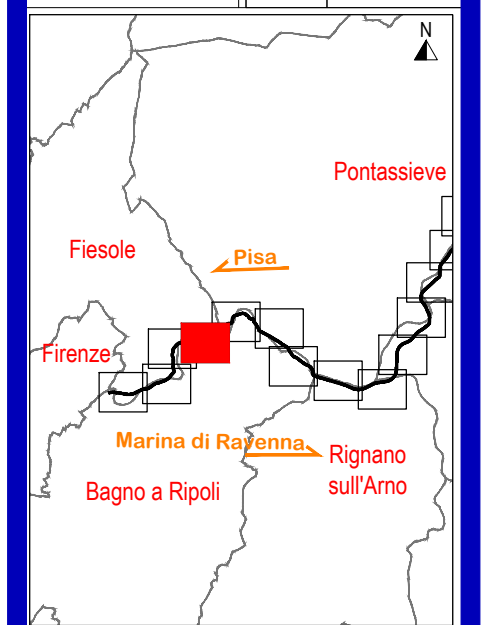 N
Pontassieve
Fiesole
Pisa
Firenze
Marina di Ravenna
Rignano
sull'Arno
Bagno a Ripoli